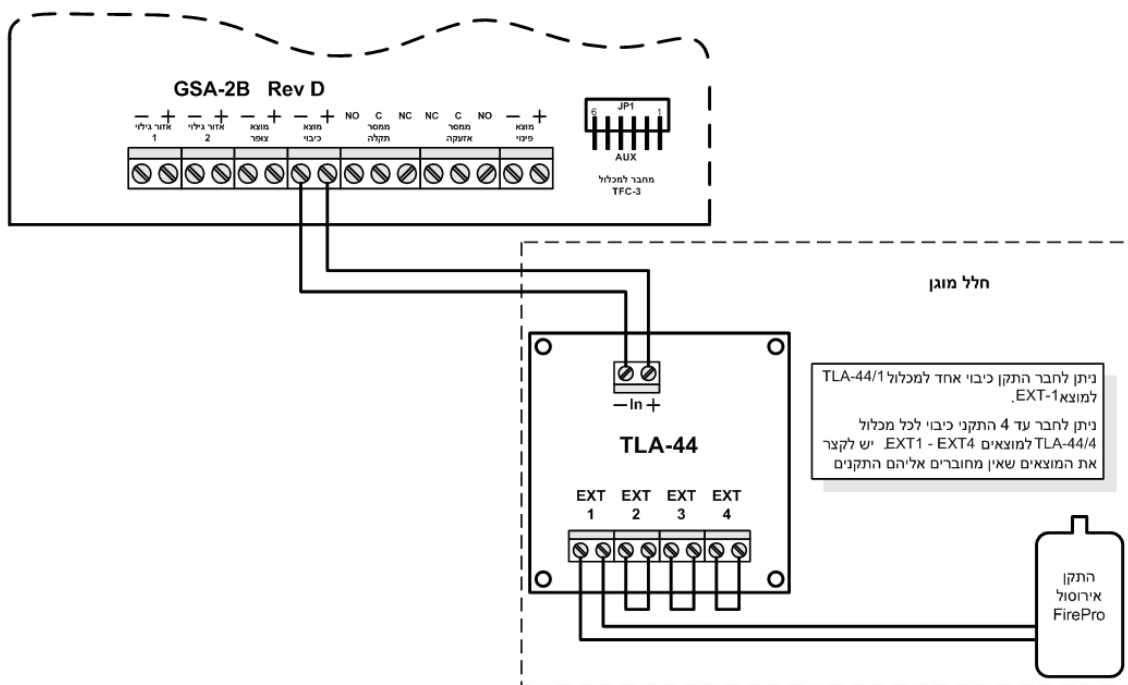 GSA-2B Rev D
– + – + – + – + NO C NC NC C NO – +
אזור גילוי 1
אזור גילוי 2
מוצא צופר
מוצא כיבוי
ממסר תקלה
ממסר אזעקה
מוצא פינוי
JP1
6 1
AUX
מחבר למכלול
TFC-3
חלל מוגן
– In +
TLA-44
ניתן לחבר התקן כיבוי אחד למכלול TLA-44/1
למוצא EXT-1.
ניתן לחבר עד 4 התקני כיבוי לכל מכלול
TLA-44/4 למוצאים EXT1 - EXT4. יש לקצר
את המוצאים שאין מחוברים אליהם התקנים
EXT EXT EXT EXT
1 2 3 4
התקן
אירוסול
FirePro